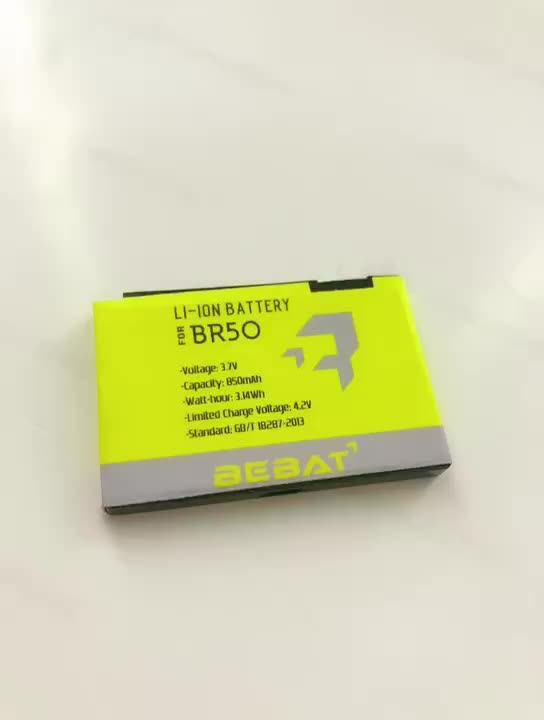 LI-ION BATTERY
FOR BR50
-Voltage: 3.7V
-Capacity: 850mAh
-Watt-hour: 3.14Wh
-Limited Charge Voltage: 4.2V
-Standard: GB/T 18287-2013
BEBAT